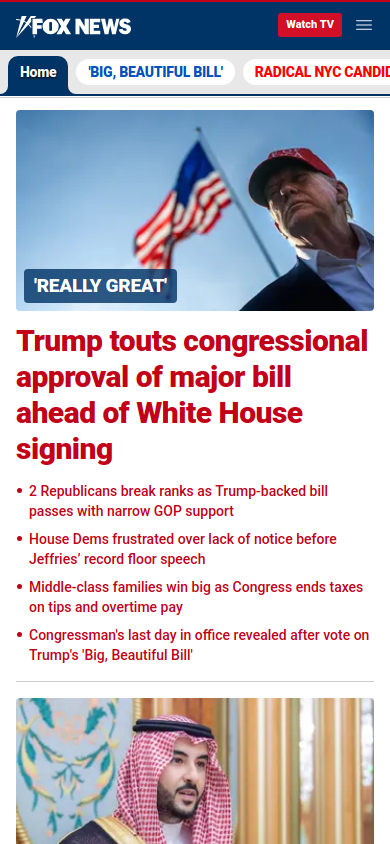 FOX NEWS
Watch TV
Home
'BIG, BEAUTIFUL BILL'
RADICAL NYC CANDID
'REALLY GREAT'
Trump touts congressional
approval of major bill
ahead of White House
signing
• 2 Republicans break ranks as Trump-backed bill
passes with narrow GOP support
• House Dems frustrated over lack of notice before
Jeffries’ record floor speech
• Middle-class families win big as Congress ends taxes
on tips and overtime pay
• Congressman's last day in office revealed after vote on
Trump's 'Big, Beautiful Bill'